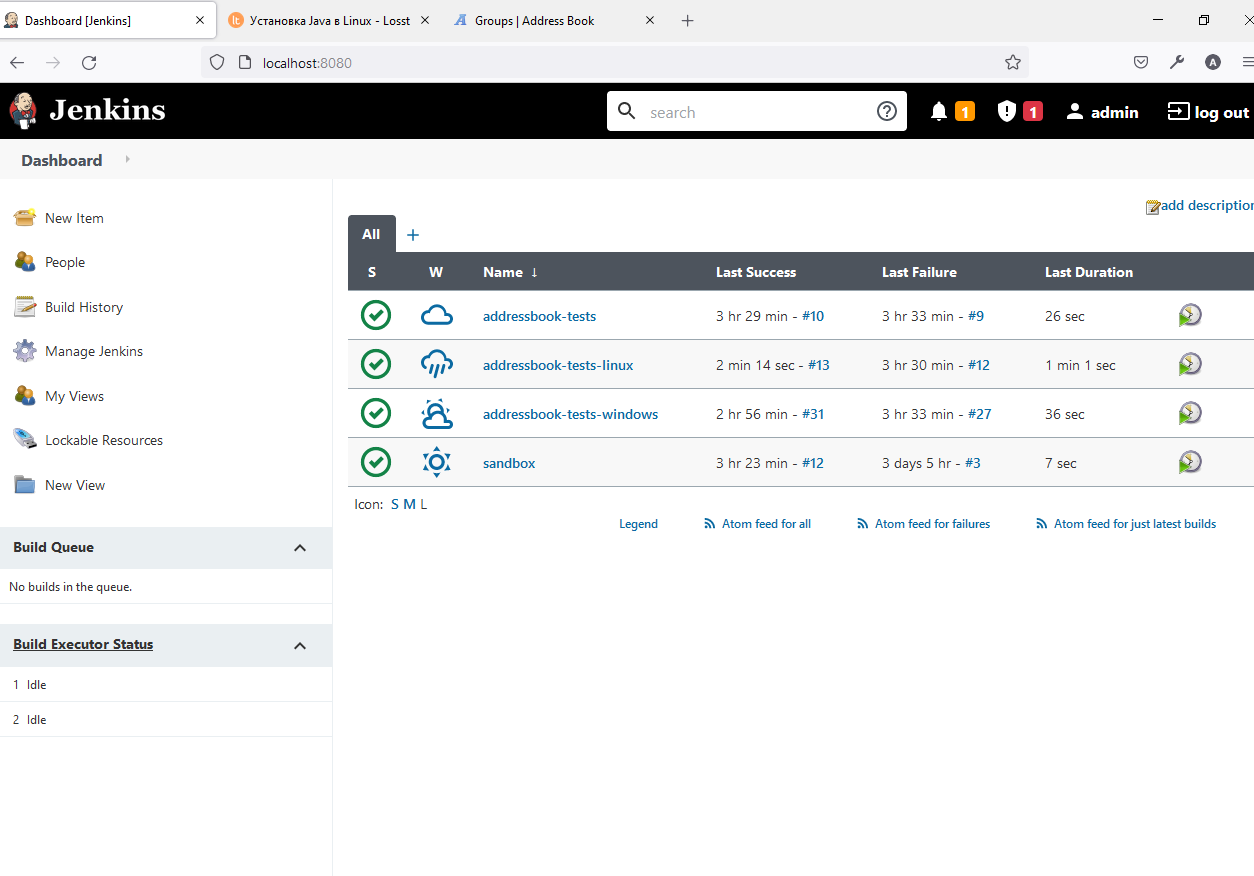 Dashboard [Jenkins] Установка Java в Linux - Losst Groups | Address Book
localhost:8080
A
Jenkins search 1 1 admin log out
Dashboard
add description
New Item
People
Build History
Manage Jenkins
My Views
Lockable Resources
New View
Build Queue
No builds in the queue.
Build Executor Status
1 Idle
2 Idle
All +
S W Name ↓ Last Success Last Failure Last Duration
addressbook-tests 3 hr 29 min - #10 3 hr 33 min - #9 26 sec
addressbook-tests-linux 2 min 14 sec - #13 3 hr 30 min - #12 1 min 1 sec
addressbook-tests-windows 2 hr 56 min - #31 3 hr 33 min - #27 36 sec
sandbox 3 hr 23 min - #12 3 days 5 hr - #3 7 sec
Icon: S M L
Legend Atom feed for all Atom feed for failures Atom feed for just latest builds